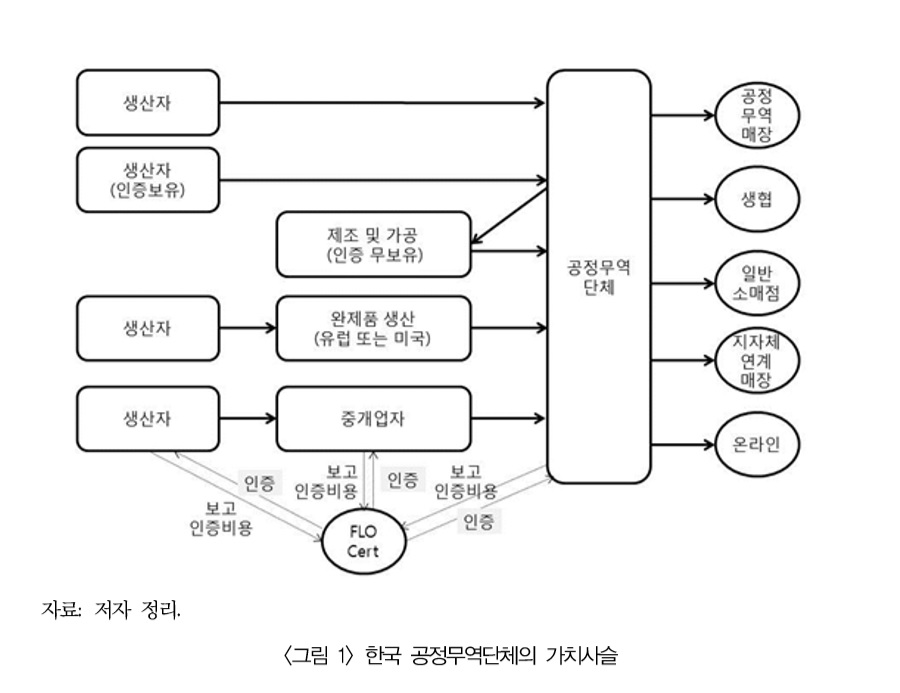 생산자
생산자
(인증보유)
제조 및 가공
(인증 무보유)
생산자
완제품 생산
(유럽 또는 미국)
생산자
중개업자
공정무역
단체
공정
무역
매장
생협
일반
소매점
지자체
연계
매장
온라인
인증
보고
인증비용
보고
인증비용
인증
보고
인증비용
인증
FLO
Cert
자료: 저자 정리.
〈그림 1〉 한국 공정무역단체의 가치사슬